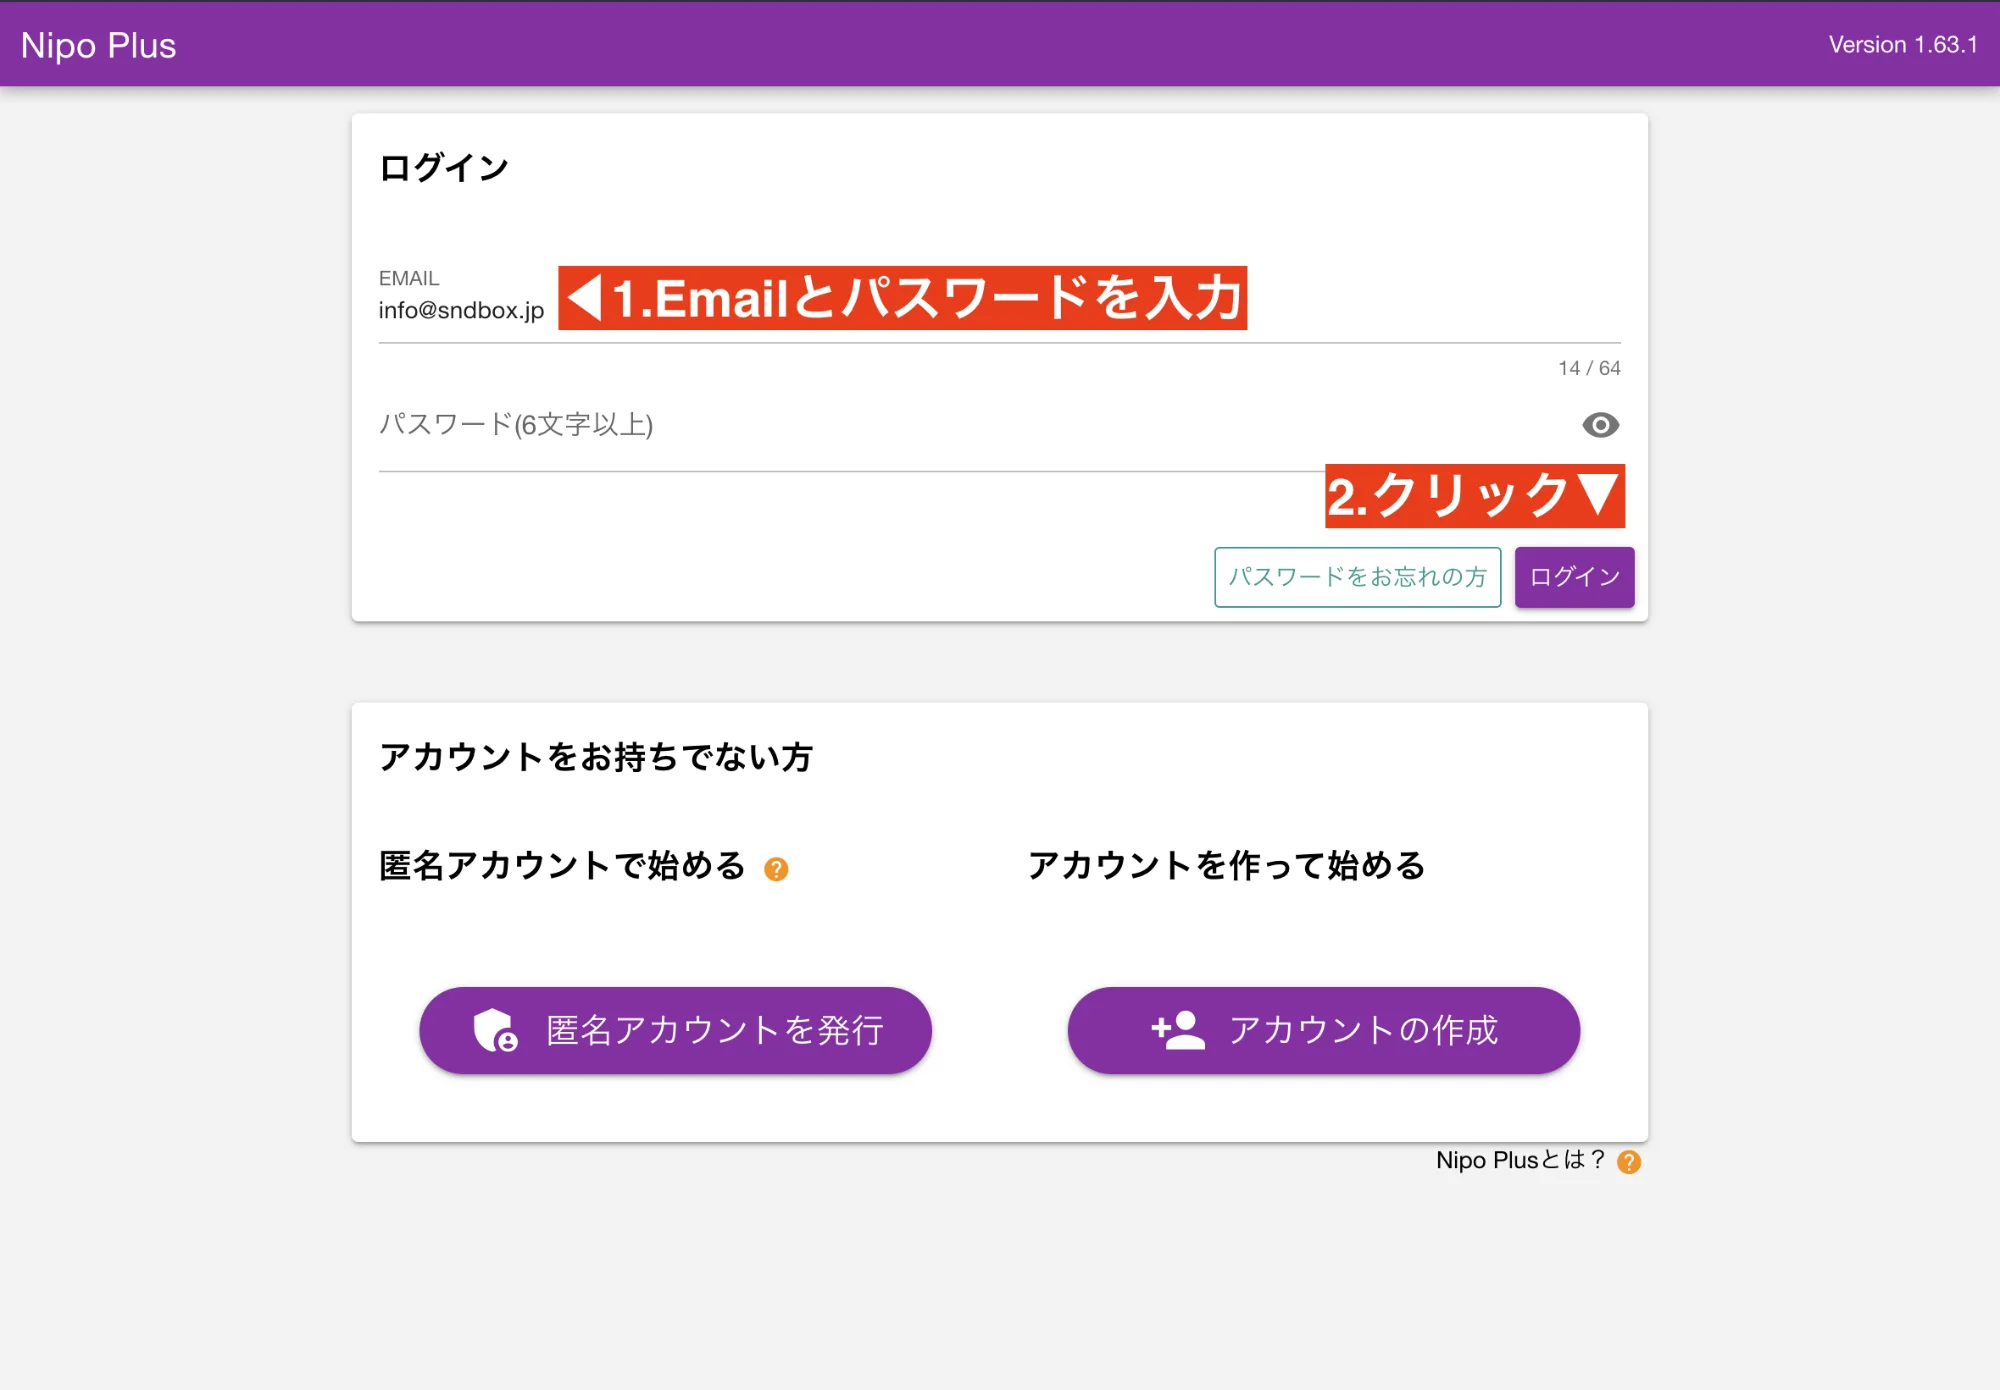 Nipo Plus
Version 1.63.1
ログイン
EMAIL
info@sndbox.jp
◀1.Emailとパスワードを入力
14 / 64
パスワード(6文字以上)
2.クリック▼
パスワードをお忘れの方
ログイン
アカウントをお持ちでない方
匿名アカウントで始める ?
アカウントを作って始める
匿名アカウントを発行
アカウントの作成
Nipo Plusとは？ ?